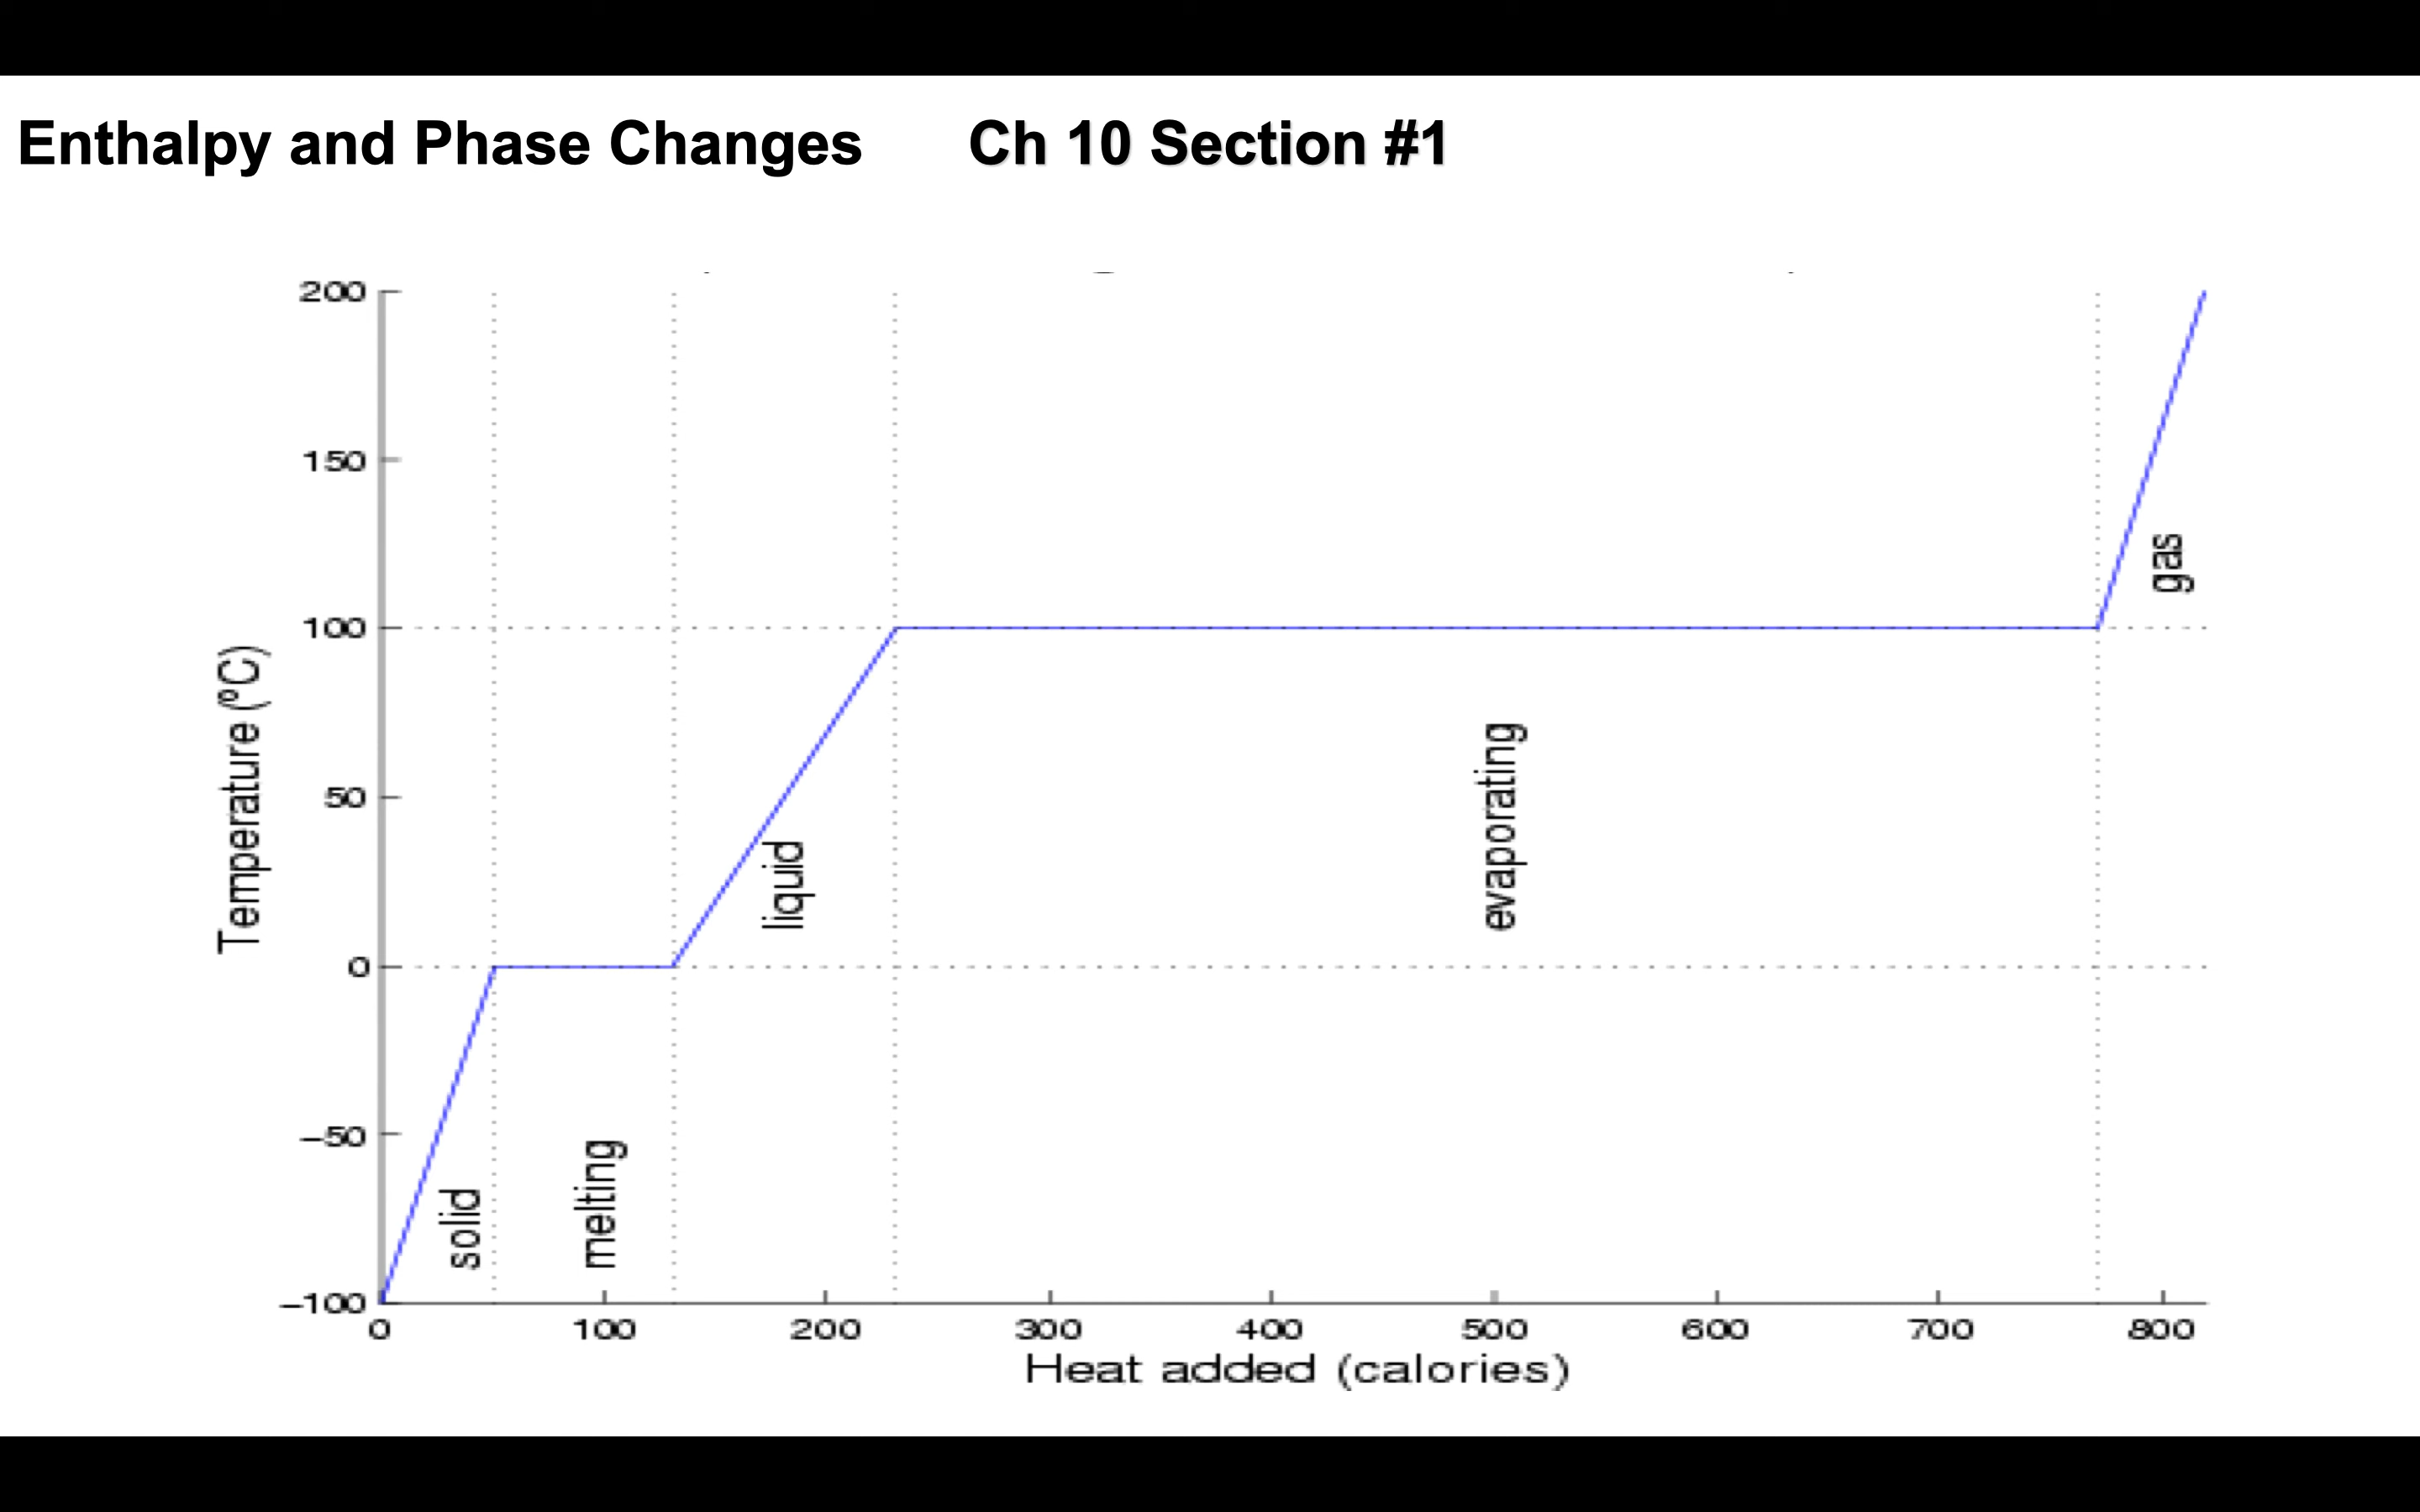 Enthalpy and Phase Changes Ch 10 Section #1
200
150
100
50
0
−50
−100
Temperature (ºC)
solid
melting
liquid
evaporating
gas
0 100 200 300 400 500 600 700 800
Heat added (calories)